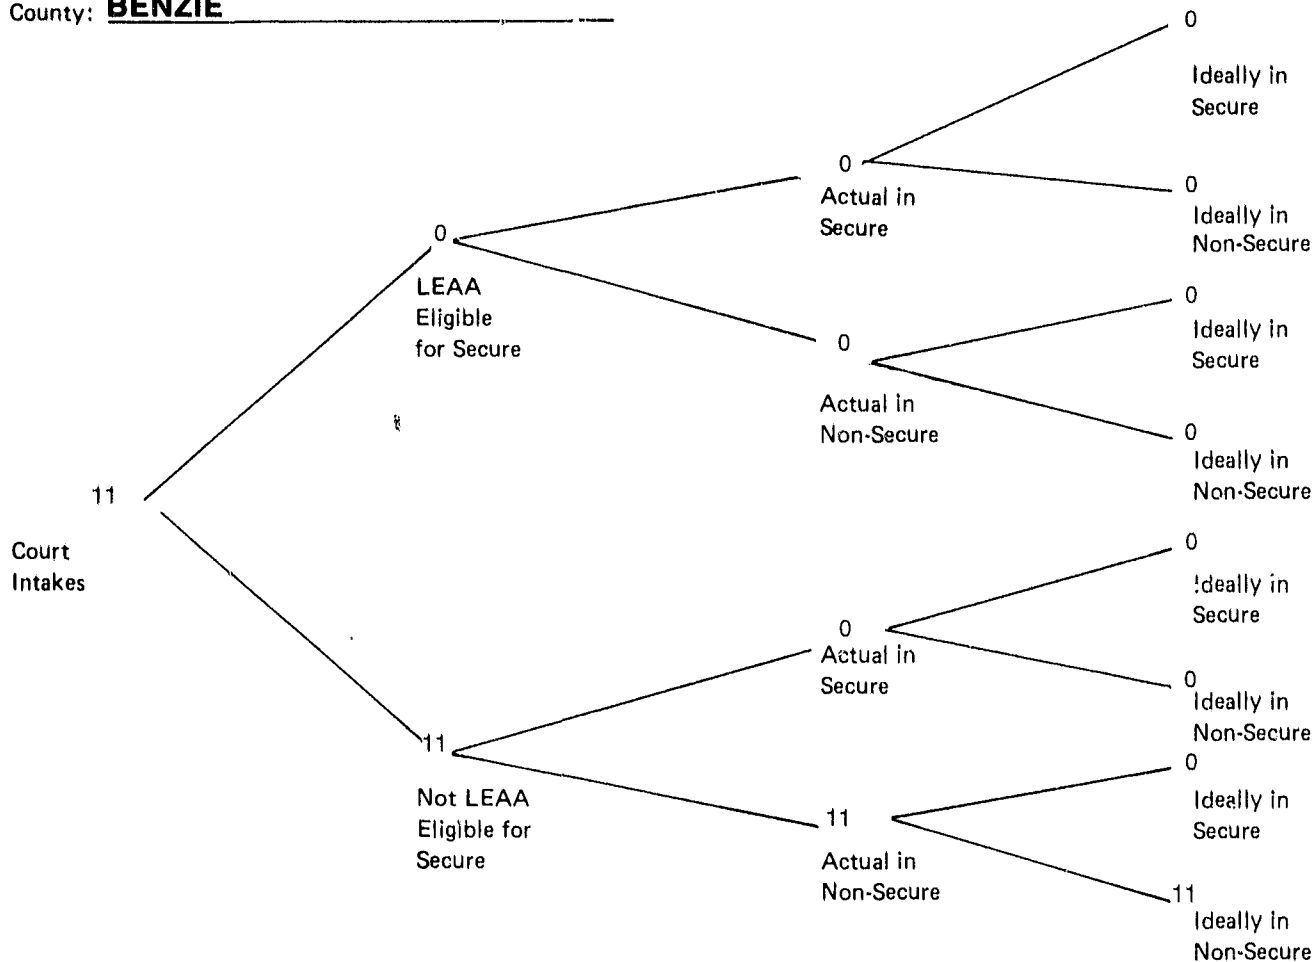 County: BENZIE
0
Ideally in
Secure
0
Actual in
Secure
0
Ideally in
Non-Secure
0
LEAA
Eligible
for Secure
0
Ideally in
Secure
0
Actual in
Non-Secure
0
Ideally in
Non-Secure
11
Court
Intakes
0
Ideally in
Secure
0
Actual in
Secure
0
Ideally in
Non-Secure
11
Not LEAA
Eligible for
Secure
0
Ideally in
Secure
11
Actual in
Non-Secure
11
Ideally in
Non-Secure